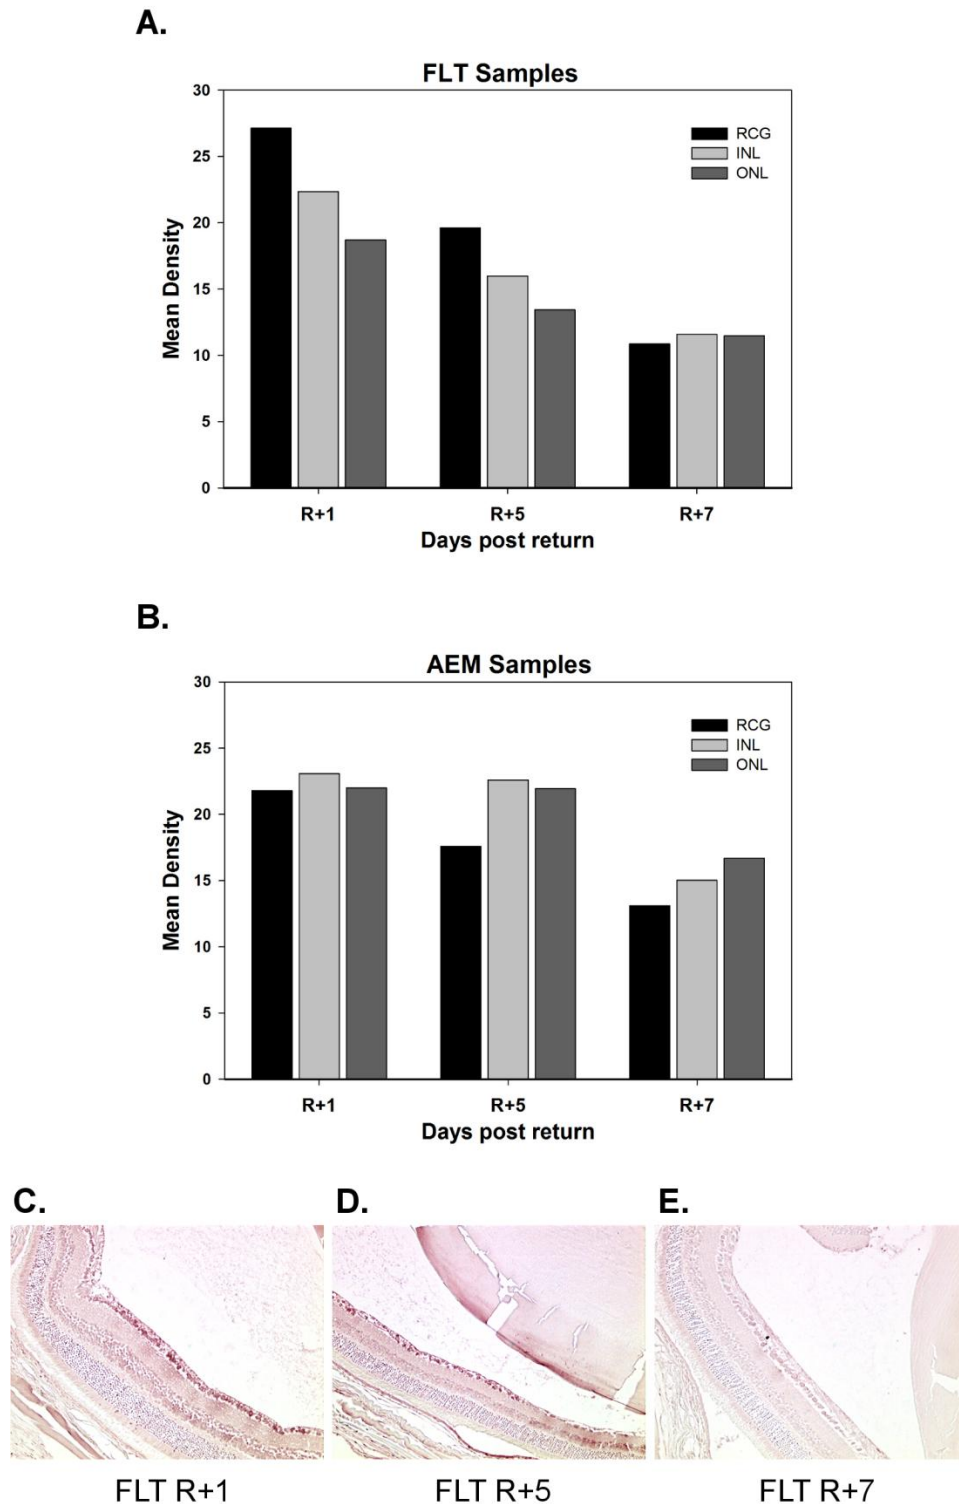 A.
FLT Samples
30
25
20
15
10
5
0
Mean Density
RCG
INL
ONL
R+1 R+5 R+7
Days post return
B.
AEM Samples
30
25
20
15
10
5
0
Mean Density
RCG
INL
ONL
R+1 R+5 R+7
Days post return
C. D. E.
FLT R+1 FLT R+5 FLT R+7